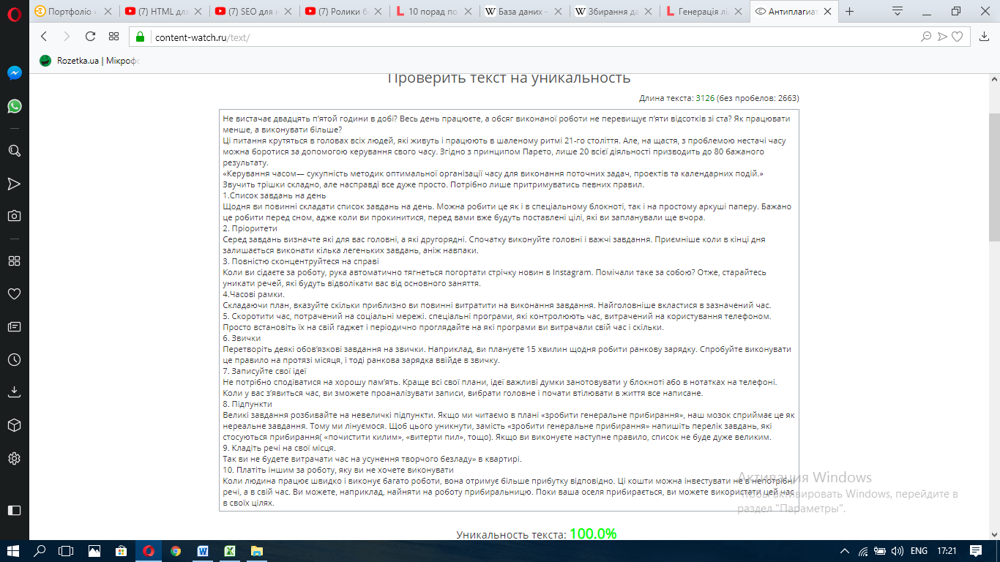 Портфоліо
(7) HTML для
(7) SEO для
(7) Ролики б
10 порад по
База даних –
Збирання да
Генерація лі
Антиплагиат
content-watch.ru/text/
Rozetka.ua | Мікрофо
Проверить текст на уникальность
Длина текста: 3126 (без пробелов: 2663)
Не вистачає двадцять п’ятої години в добі? Весь день працюєте, а обсяг виконаної роботи не перевищує п’яти відсотків зі ста? Як працювати
менше, а виконувати більше?
Ці питання крутяться в головах всіх людей, які живуть і працюють в шаленому ритмі 21-го століття. Але, на щастя, з проблемою нестачі часу
можна боротися за допомогою керування свого часу. Згідно з принципом Парето, лише 20 всієї діяльності призводить до 80 бажаного
результату.
«Керування часом— сукупність методик оптимальної організації часу для виконання поточних задач, проектів та календарних подій.»
Звучить трішки складно, але насправді все дуже просто. Потрібно лише притримуватись певних правил.
1.Список завдань на день
Щодня ви повинні складати список завдань на день. Можна робити це як і в спеціальному блокноті, так і на простому аркуші паперу. Бажано
це робити перед сном, адже коли ви прокинитися, перед вами вже будуть поставлені цілі, які ви запланували ще вчора.
2. Пріоритети
Серед завдань визначте які для вас головні, а які другорядні. Спочатку виконуйте головні і важчі завдання. Приємніше коли в кінці дня
залишається виконати кілька легеньких завдань, аніж навпаки.
3. Повністю сконцентруйтеся на справі
Коли ви сідаєте за роботу, рука автоматично тягнеться погортати стрічку новин в Instagram. Помічали таке за собою? Отже, старайтесь
уникати речей, які будуть відволікати вас від основного заняття.
4.Часові рамки.
Складаючи план, вказуйте скільки приблизно ви повинні витратити на виконання завдання. Найголовніше вкластися в зазначений час.
5. Скоротити час, потрачений на соціальні мережі. спеціальні програми, які контролюють час, витрачений на користування телефоном.
Просто встановіть їх на свій гаджет і періодично проглядайте на які програми ви витрачали свій час і скільки.
6. Звички
Перетворіть деякі обов’язкові завдання на звички. Наприклад, ви плануєте 15 хвилин щодня робити ранкову зарядку. Спробуйте виконувати
це правило на протязі місяця, і тоді ранкова зарядка ввійде в звичку.
7. Записуйте свої ідеї
Не потрібно сподіватися на хорошу пам’ять. Краще всі свої плани, ідеї важливі думки занотовувати у блокноті або в нотатках на телефоні.
Коли у вас з’явиться час, ви зможете проаналізувати записи, вибрати головне і почати втілювати в життя все написане.
8. Підпункти
Великі завдання розбивайте на невеличкі підпункти. Якщо ми читаємо в плані «зробити генеральне прибирання», наш мозок сприймає це як
нереальне завдання. Тому ми лінуємося. Щоб цього уникнути, замість «зробити генеральне прибирання» напишіть перелік завдань, які
стосуються прибирання( «почистити килим», «витерти пил», тощо). Якщо ви виконуєте наступне правило, список не буде дуже великим.
9. Кладіть речі на свої місця.
Так ви не будете витрачати час на усунення творчого безладу» в квартирі.
10. Платіть іншим за роботу, яку ви не хочете виконувати
Коли людина працює швидко і виконує багато роботи, вона отримує більше прибутку відповідно. Ці кошти можна інвестувати не в непотрібні
речі, а в свій час. Ви можете, наприклад, найняти на роботу прибиральницю. Поки ваша оселя прибирається, ви можете використати цей час
в своїх цілях.
Активация Windows
Чтобы активировать Windows, перейдите в
раздел "Параметры".
Уникальность текста: 100.0%
ENG 17:21